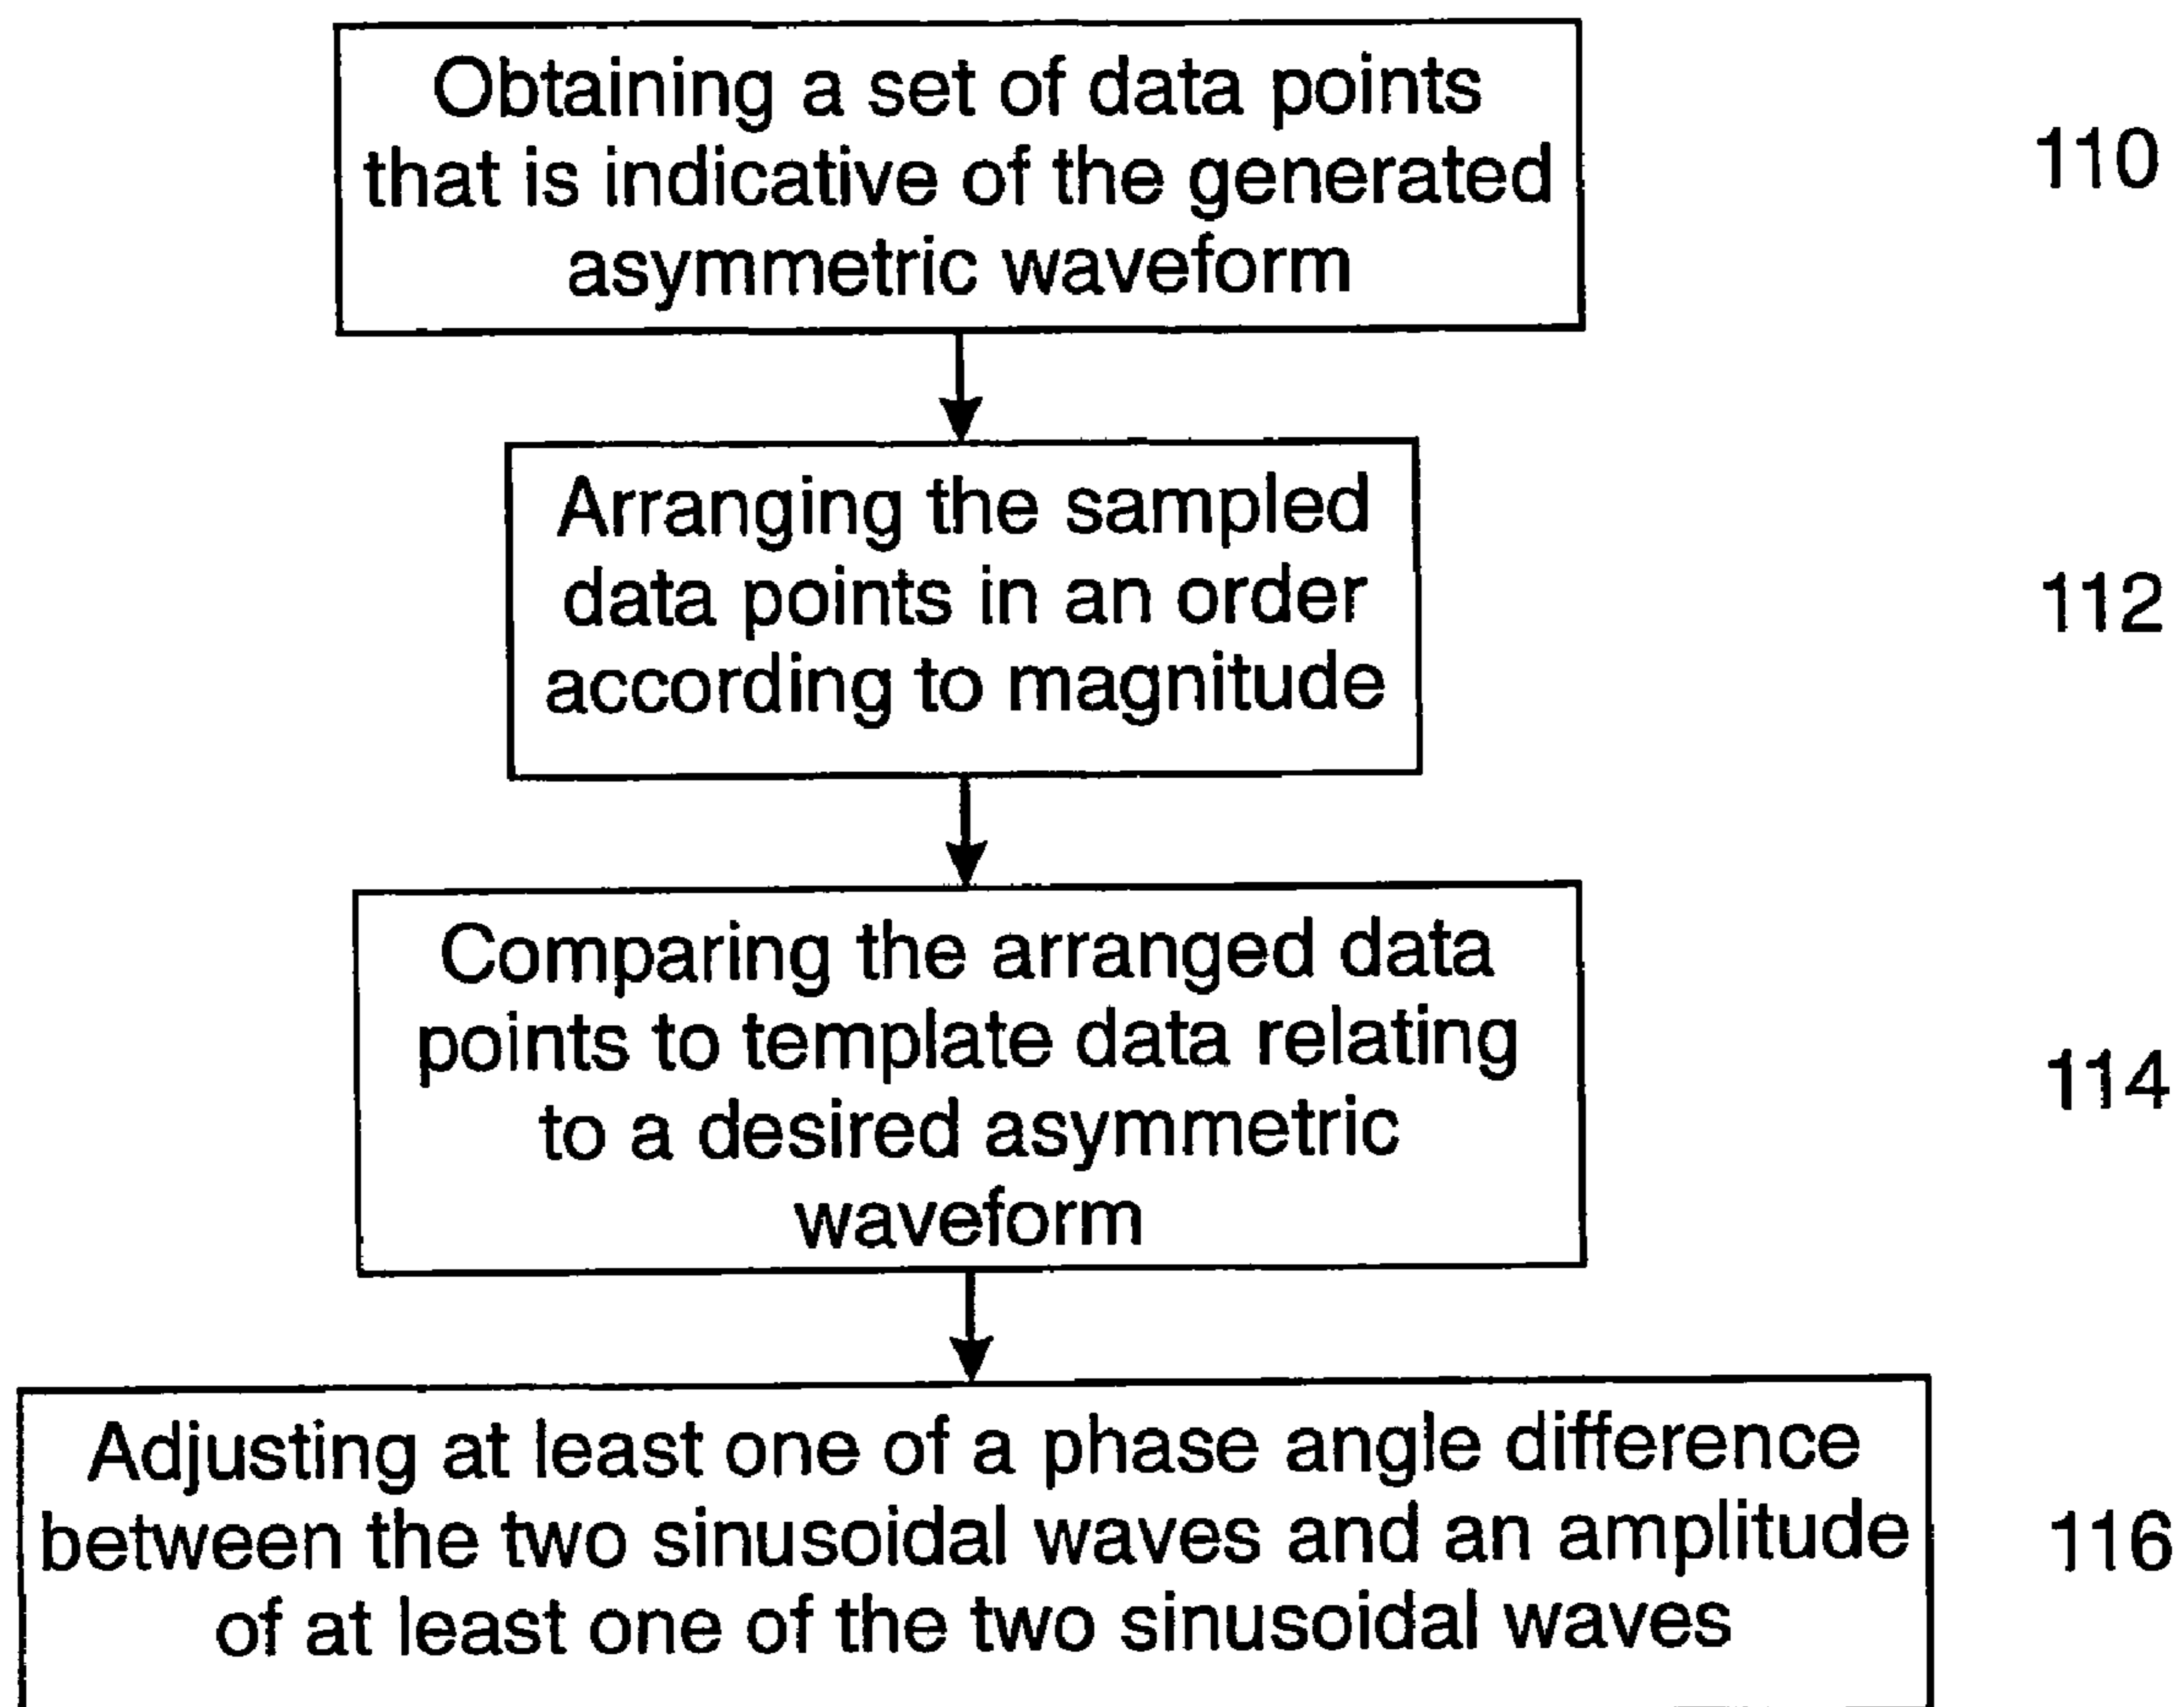 Obtaining a set of data points
that is indicative of the generated
asymmetric waveform
110
Arranging the sampled
data points in an order
according to magnitude
112
Comparing the arranged data
points to template data relating
to a desired asymmetric
waveform
114
Adjusting at least one of a phase angle difference
between the two sinusoidal waves and an amplitude
of at least one of the two sinusoidal waves
116